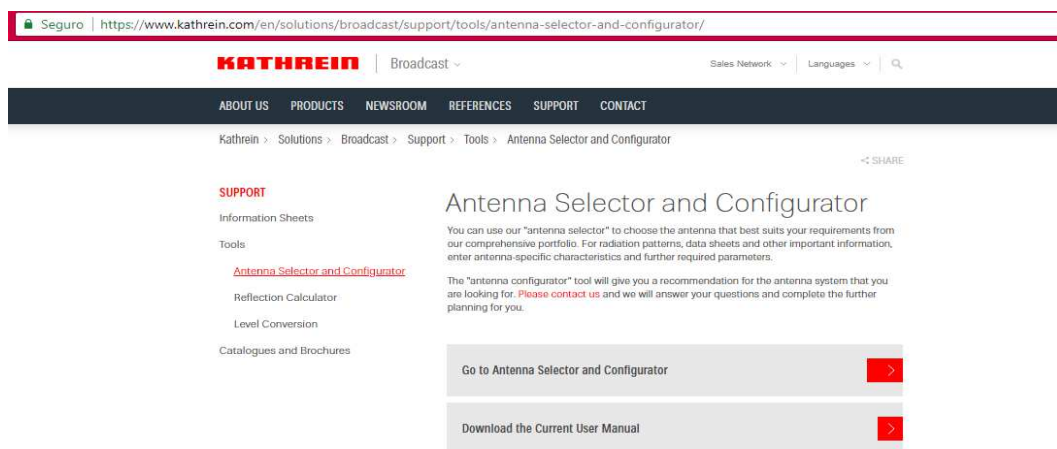 Seguro | https://www.kathrein.com/en/solutions/broadcast/support/tools/antenna-selector-and-configurator/
KATHREIN | Broadcast
Sales Network | Languages
ABOUT US PRODUCTS NEWSROOM REFERENCES SUPPORT CONTACT
Kathrein > Solutions > Broadcast > Support > Tools > Antenna Selector and Configurator
SHARE
SUPPORT
Information Sheets
Tools
Antenna Selector and Configurator
Reflection Calculator
Level Conversion
Catalogues and Brochures
Antenna Selector and Configurator
You can use our "antenna selector" to choose the antenna that best suits your requirements from
our comprehensive portfolio. For radiation patterns, data sheets and other important information,
enter antenna-specific characteristics and further required parameters.
The "antenna configurator" tool will give you a recommendation for the antenna system that you
are looking for. Please contact us and we will answer your questions and complete the further
planning for you.
Go to Antenna Selector and Configurator
Download the Current User Manual